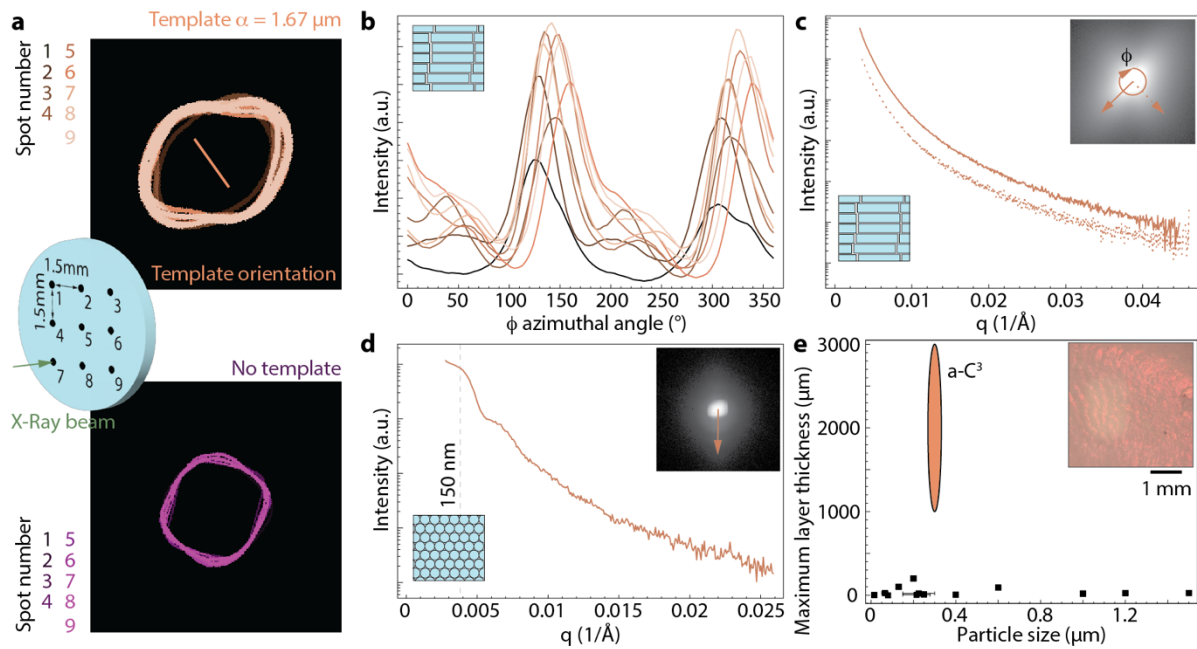 a
Template α = 1.67 µm
Spot number
1 5
2 6
3 7
4 8
9
Template orientation
1.5mm
1.5mm
1
2
3
4
5
6
7
8
9
X-Ray beam
No template
Spot number
1 5
2 6
3 7
4 8
9
b
Intensity (a.u.)
0 50 100 150 200 250 300 350
ϕ azimuthal angle (°)
c
Intensity (a.u.)
ϕ
0 0.01 0.02 0.03 0.04
q (1/Å)
d
Intensity (a.u.)
150 nm
0 0.005 0.01 0.015 0.02 0.025
q (1/Å)
e
Maximum layer thickness (µm)
3000
2000
1000
0
a-C³
1 mm
0 0.4 0.8 1.2
Particle size (µm)